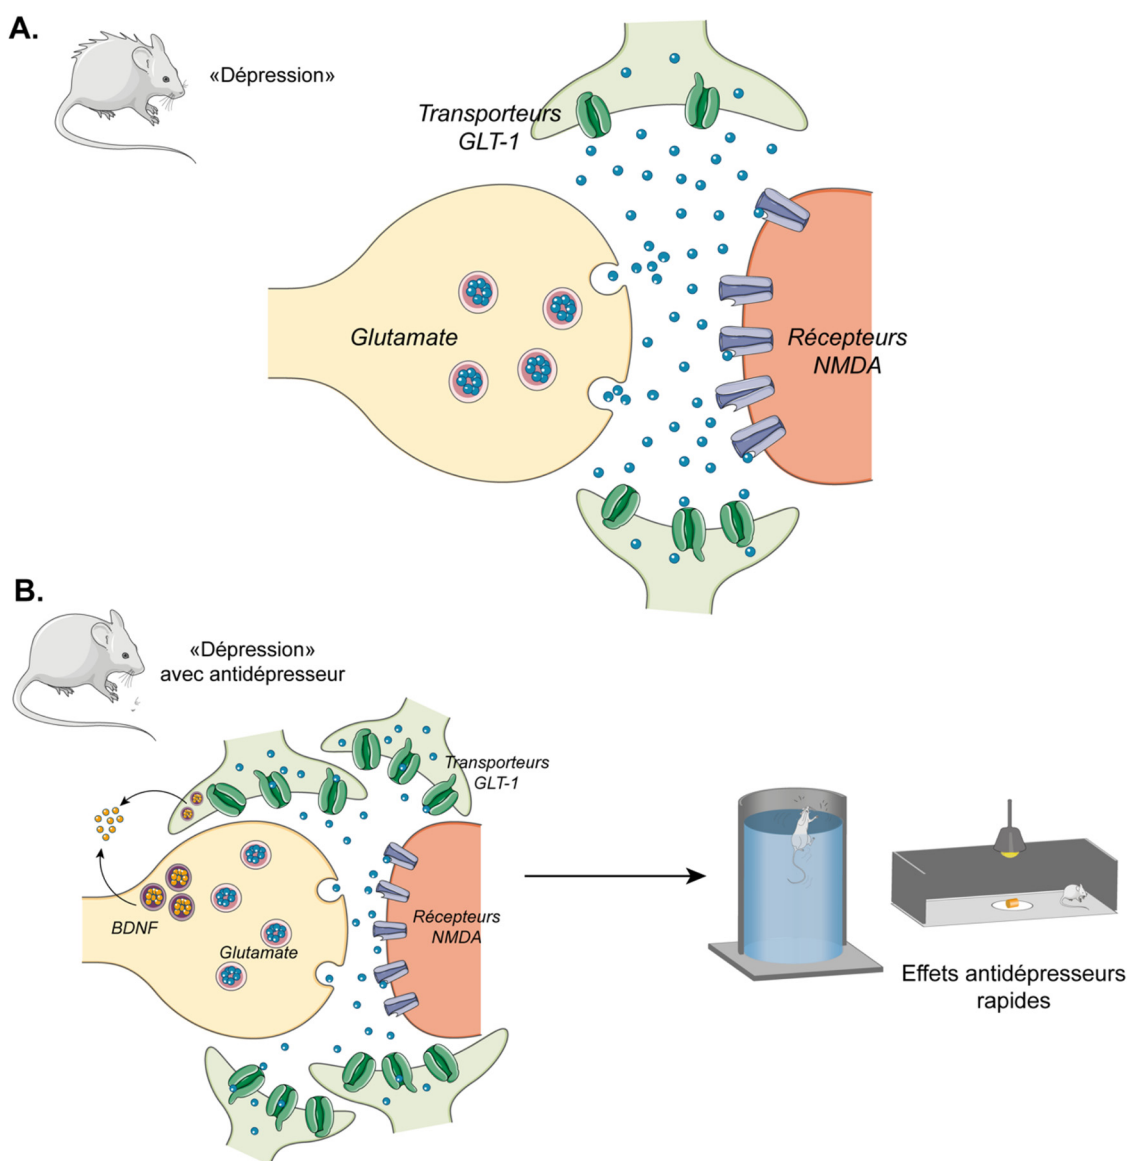 A.
«Dépression»
Transporteurs
GLT-1
Glutamate
Récepteurs
NMDA
B.
«Dépression»
avec antidépresseur
Transporteurs
GLT-1
BDNF
Glutamate
Récepteurs
NMDA
Effets antidépresseurs
rapides